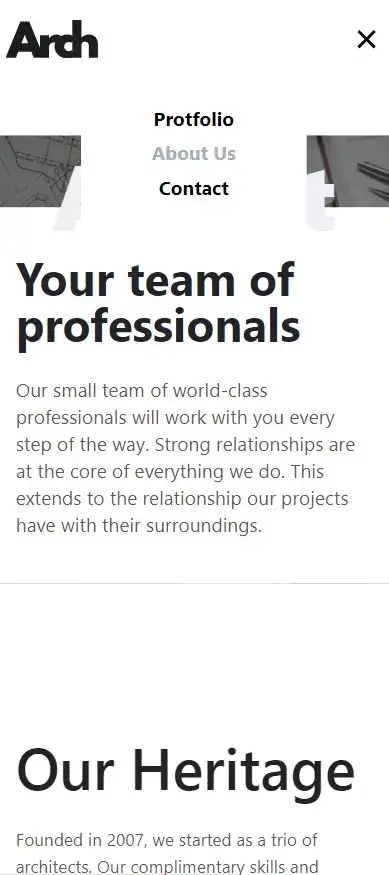 Arch
Protfolio
About Us
Contact
Your team of
professionals
Our small team of world-class
professionals will work with you every
step of the way. Strong relationships are
at the core of everything we do. This
extends to the relationship our projects
have with their surroundings.
Our Heritage
Founded in 2007, we started as a trio of
architects. Our complimentary skills and